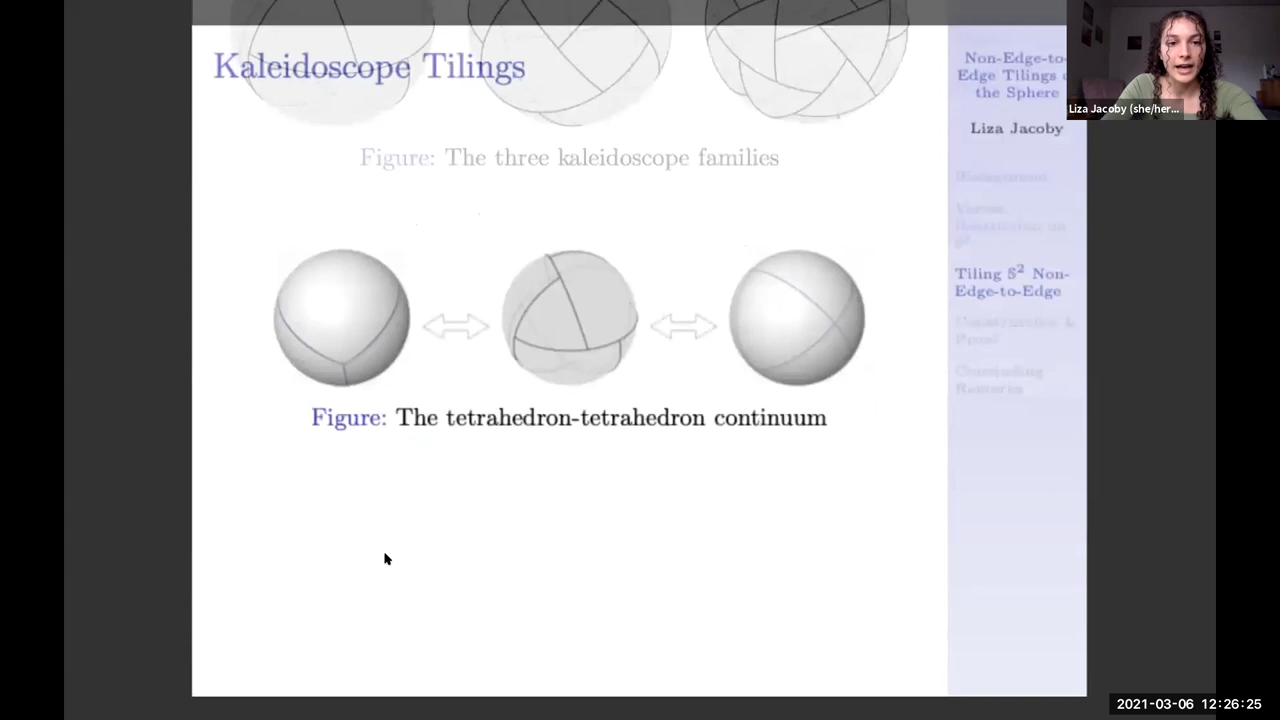 Kaleidoscope Tilings
Figure: The three kaleidoscope families
Figure: The tetrahedron-tetrahedron continuum
Non-Edge-to-
Edge Tilings
the Sphere
Liza Jacoby
Tiling S² Non-
Edge-to-Edge
Liza Jacoby (she/her...
2021-03-06 12:26:25